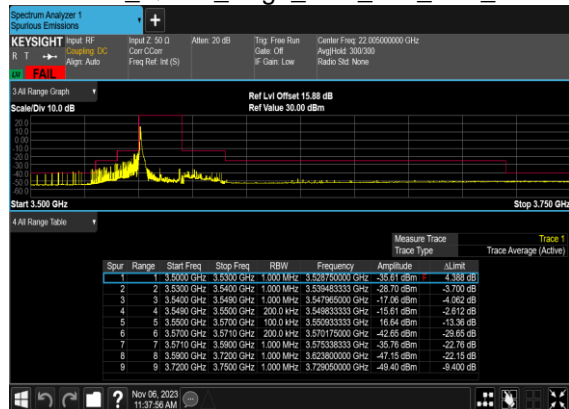 Spectrum Analyzer 1
Spurious Emissions
KEYSIGHT Input: RF Input Z: 50 Ω Atten: 20 dB Trig: Free Run Center Freq: 22.005000000 GHz
R T Coupling: DC Corr CCorr Gate: Off Avg|Hold: 300/300
Align: Auto Freq Ref: Int (S) IF Gain: Low Radio Std: None
LV FAIL
3 All Range Graph
Ref Lvl Offset 15.88 dB
Scale/Div 10.0 dB Ref Value 30.00 dBm
20.0
10.0
0.00
-10.0
-20.0
-30.0
-40.0
-50.0
-60.0
Start 3.500 GHz Stop 3.750 GHz
4 All Range Table
Measure Trace Trace 1
Trace Type Trace Average (Active)
Spur Range Start Freq Stop Freq RBW Frequency Amplitude ΔLimit
1 1 3.5000 GHz 3.5300 GHz 1.000 MHz 3.528750000 GHz -35.61 dBm F 4.388 dB
2 2 3.5300 GHz 3.5400 GHz 1.000 MHz 3.539483333 GHz -28.70 dBm -3.700 dB
3 3 3.5400 GHz 3.5490 GHz 1.000 MHz 3.547965000 GHz -17.06 dBm -4.062 dB
4 4 3.5490 GHz 3.5500 GHz 200.0 kHz 3.549833333 GHz -15.61 dBm -2.612 dB
5 5 3.5500 GHz 3.5700 GHz 100.0 kHz 3.550933333 GHz 16.64 dBm -13.36 dB
6 6 3.5700 GHz 3.5710 GHz 200.0 kHz 3.570175000 GHz -42.65 dBm -29.65 dB
7 7 3.5710 GHz 3.5900 GHz 1.000 MHz 3.575338333 GHz -35.76 dBm -22.76 dB
8 8 3.5900 GHz 3.7200 GHz 1.000 MHz 3.623800000 GHz -47.15 dBm -22.15 dB
9 9 3.7200 GHz 3.7500 GHz 1.000 MHz 3.729050000 GHz -49.40 dBm -9.400 dB
Nov 06, 2023
11:37:56 AM